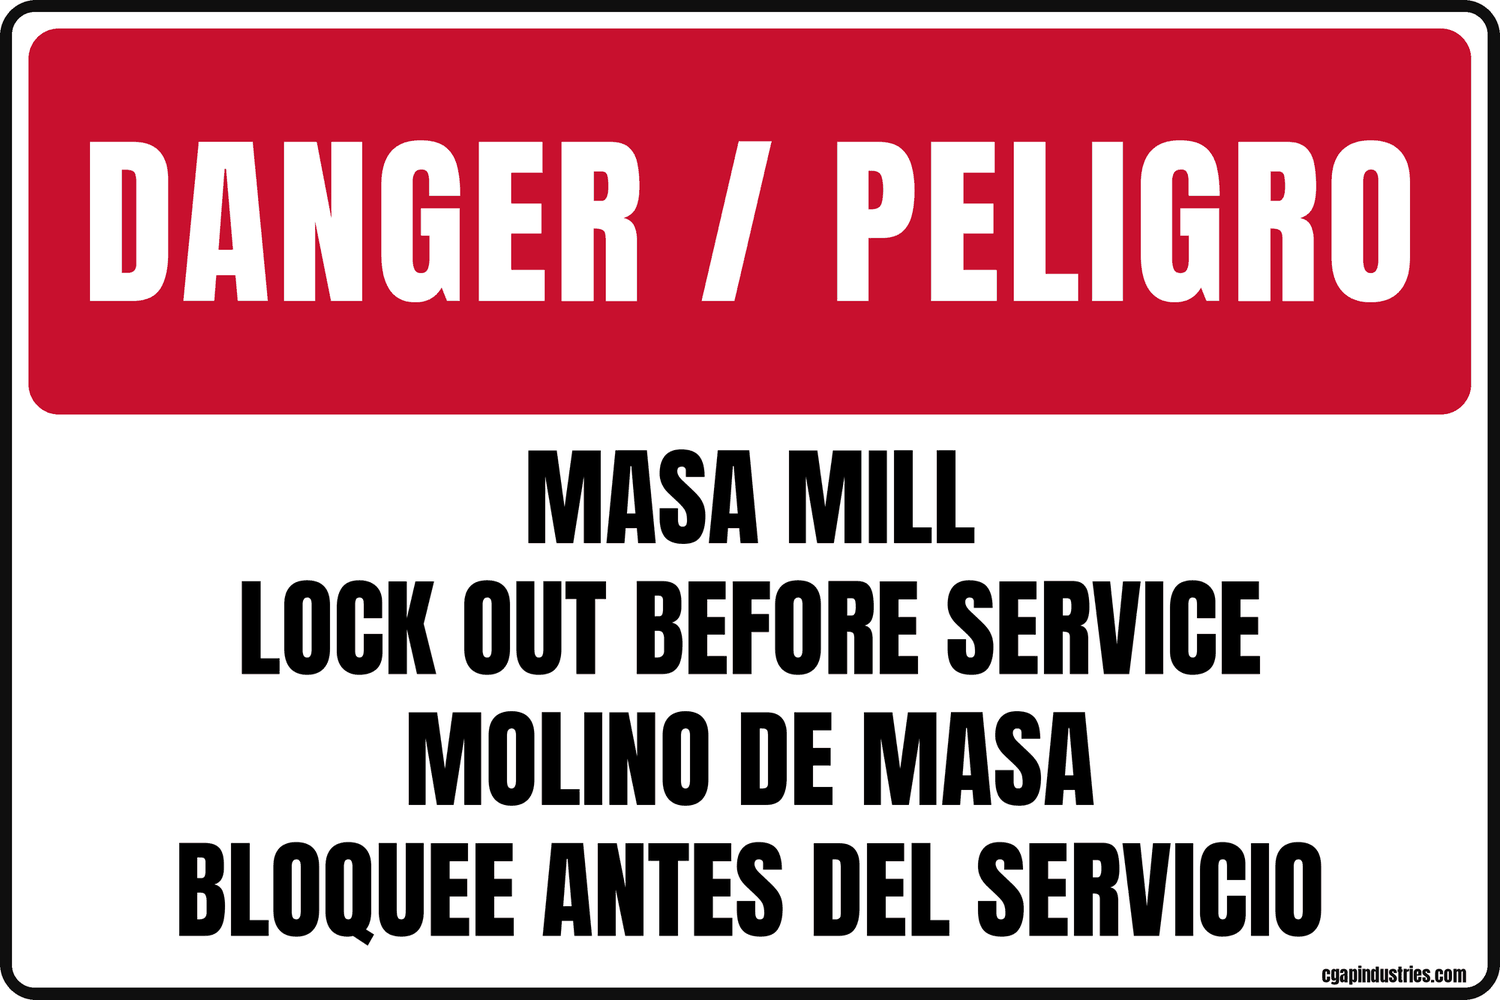 DANGER / PELIGRO
MASA MILL
LOCK OUT BEFORE SERVICE
MOLINO DE MASA
BLOQUEE ANTES DEL SERVICIO
cgapindustries.com